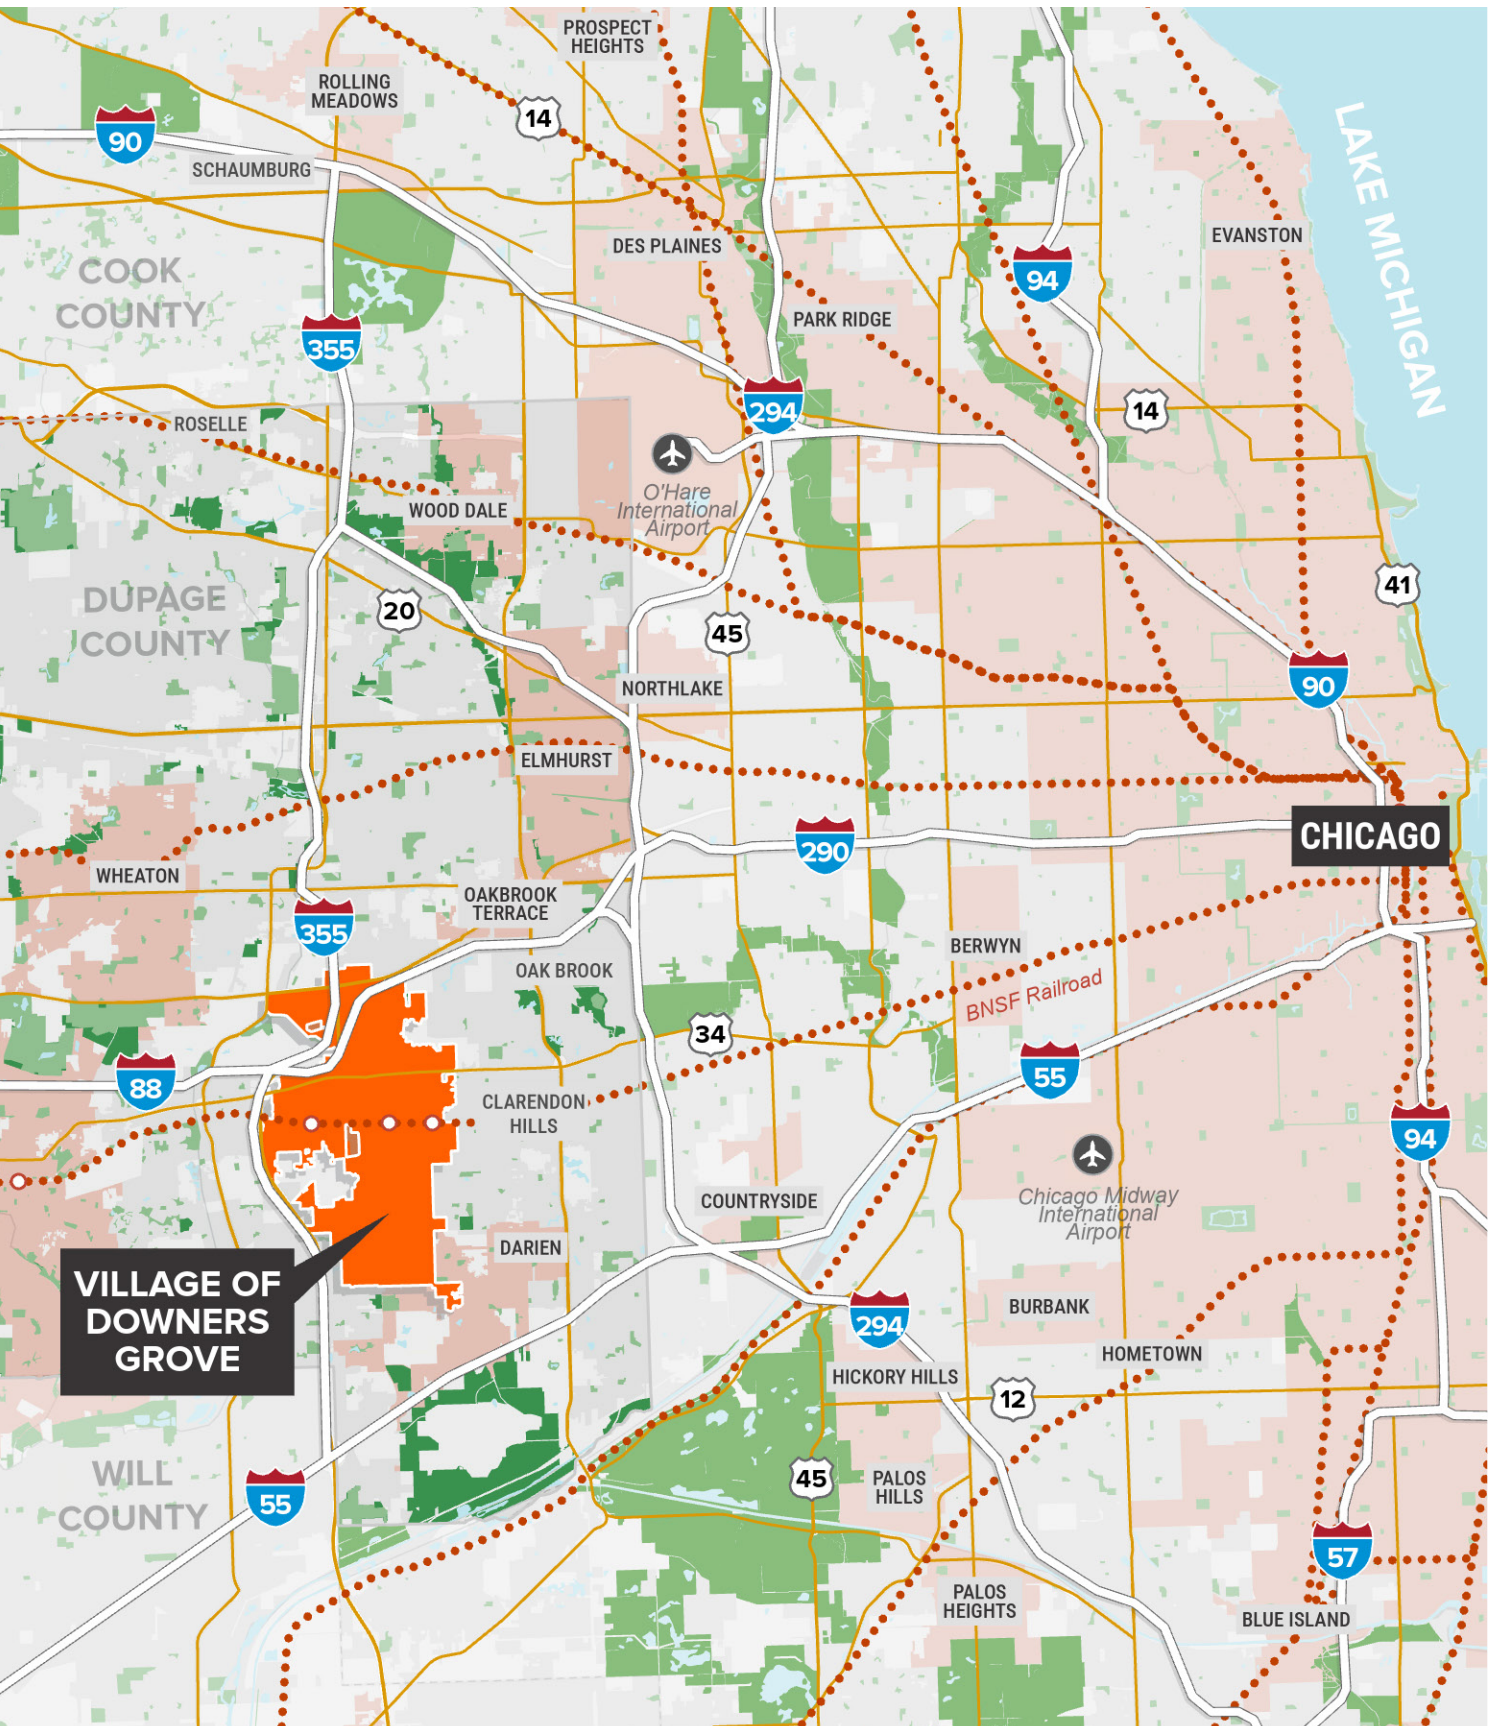 PROSPECT
HEIGHTS
ROLLING
MEADOWS
14
90
SCHAUMBURG
LAKE MICHIGAN
EVANSTON
DES PLAINES
COOK
COUNTY
94
PARK RIDGE
355
294
14
ROSELLE
O'Hare
International
Airport
WOOD DALE
41
DUPAGE
COUNTY
20
45
NORTHLAKE
90
ELMHURST
CHICAGO
290
WHEATON
OAKBROOK
TERRACE
355
BERWYN
OAK BROOK
BNSF Railroad
34
55
88
CLARENDON
HILLS
94
COUNTRYSIDE
Chicago Midway
International
Airport
DARIEN
VILLAGE OF
DOWNERS
GROVE
BURBANK
294
HOMETOWN
HICKORY HILLS
12
WILL
COUNTY
45
PALOS
HILLS
55
57
PALOS
HEIGHTS
BLUE ISLAND